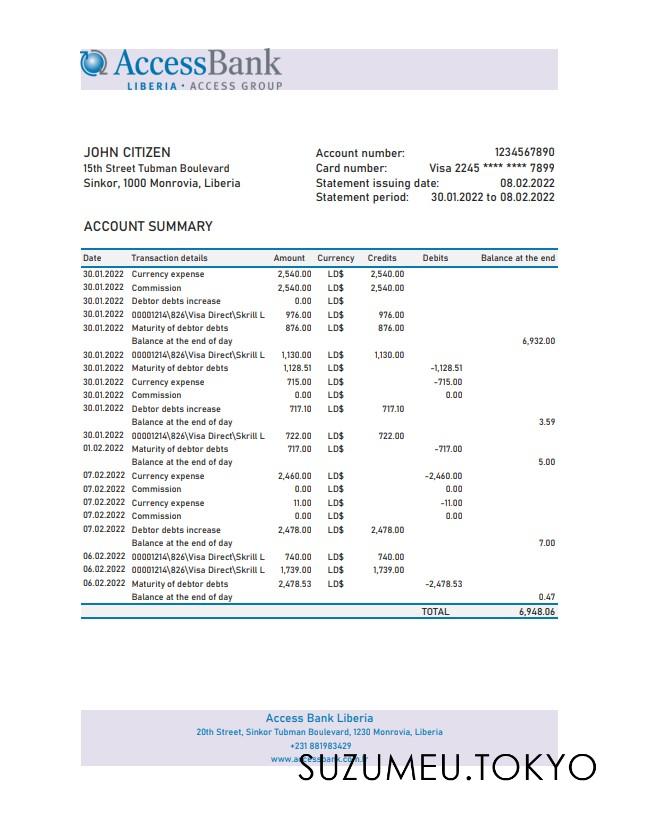 AccessBank
LIBERIA • ACCESS GROUP
JOHN CITIZEN
15th Street Tubman Boulevard
Sinkor, 1000 Monrovia, Liberia
Account number: 1234567890
Card number: Visa 2245 **** **** 7899
Statement issuing date: 08.02.2022
Statement period: 30.01.2022 to 08.02.2022
ACCOUNT SUMMARY
Date Transaction details Amount Currency Credits Debits Balance at the end
30.01.2022 Currency expense 2,540.00 LD$ 2,540.00
30.01.2022 Commission 2,540.00 LD$ 2,540.00
30.01.2022 Debtor debts increase 0.00 LD$
30.01.2022 00001214\826\Visa Direct\Skrill L 976.00 LD$ 976.00
30.01.2022 Maturity of debtor debts 876.00 LD$ 876.00
Balance at the end of day 6,932.00
30.01.2022 00001214\826\Visa Direct\Skrill L 1,130.00 LD$ 1,130.00
30.01.2022 Maturity of debtor debts 1,128.51 LD$ -1,128.51
30.01.2022 Currency expense 715.00 LD$ -715.00
30.01.2022 Commission 0.00 LD$ 0.00
30.01.2022 Debtor debts increase 717.10 LD$ 717.10
Balance at the end of day 3.59
30.01.2022 00001214\826\Visa Direct\Skrill L 722.00 LD$ 722.00
01.02.2022 Maturity of debtor debts 717.00 LD$ -717.00
Balance at the end of day 5.00
07.02.2022 Currency expense 2,460.00 LD$ -2,460.00
07.02.2022 Commission 0.00 LD$ 0.00
07.02.2022 Currency expense 11.00 LD$ -11.00
07.02.2022 Commission 0.00 LD$ 0.00
07.02.2022 Debtor debts increase 2,478.00 LD$ 2,478.00
Balance at the end of day 7.00
06.02.2022 00001214\826\Visa Direct\Skrill L 740.00 LD$ 740.00
06.02.2022 00001214\826\Visa Direct\Skrill L 1,739.00 LD$ 1,739.00
06.02.2022 Maturity of debtor debts 2,478.53 LD$ -2,478.53
Balance at the end of day 0.47
TOTAL 6,948.06
Access Bank Liberia
20th Street, Sinkor Tubman Boulevard, 1230 Monrovia, Liberia
+231 881983429
SUZUMEU.TOKYO